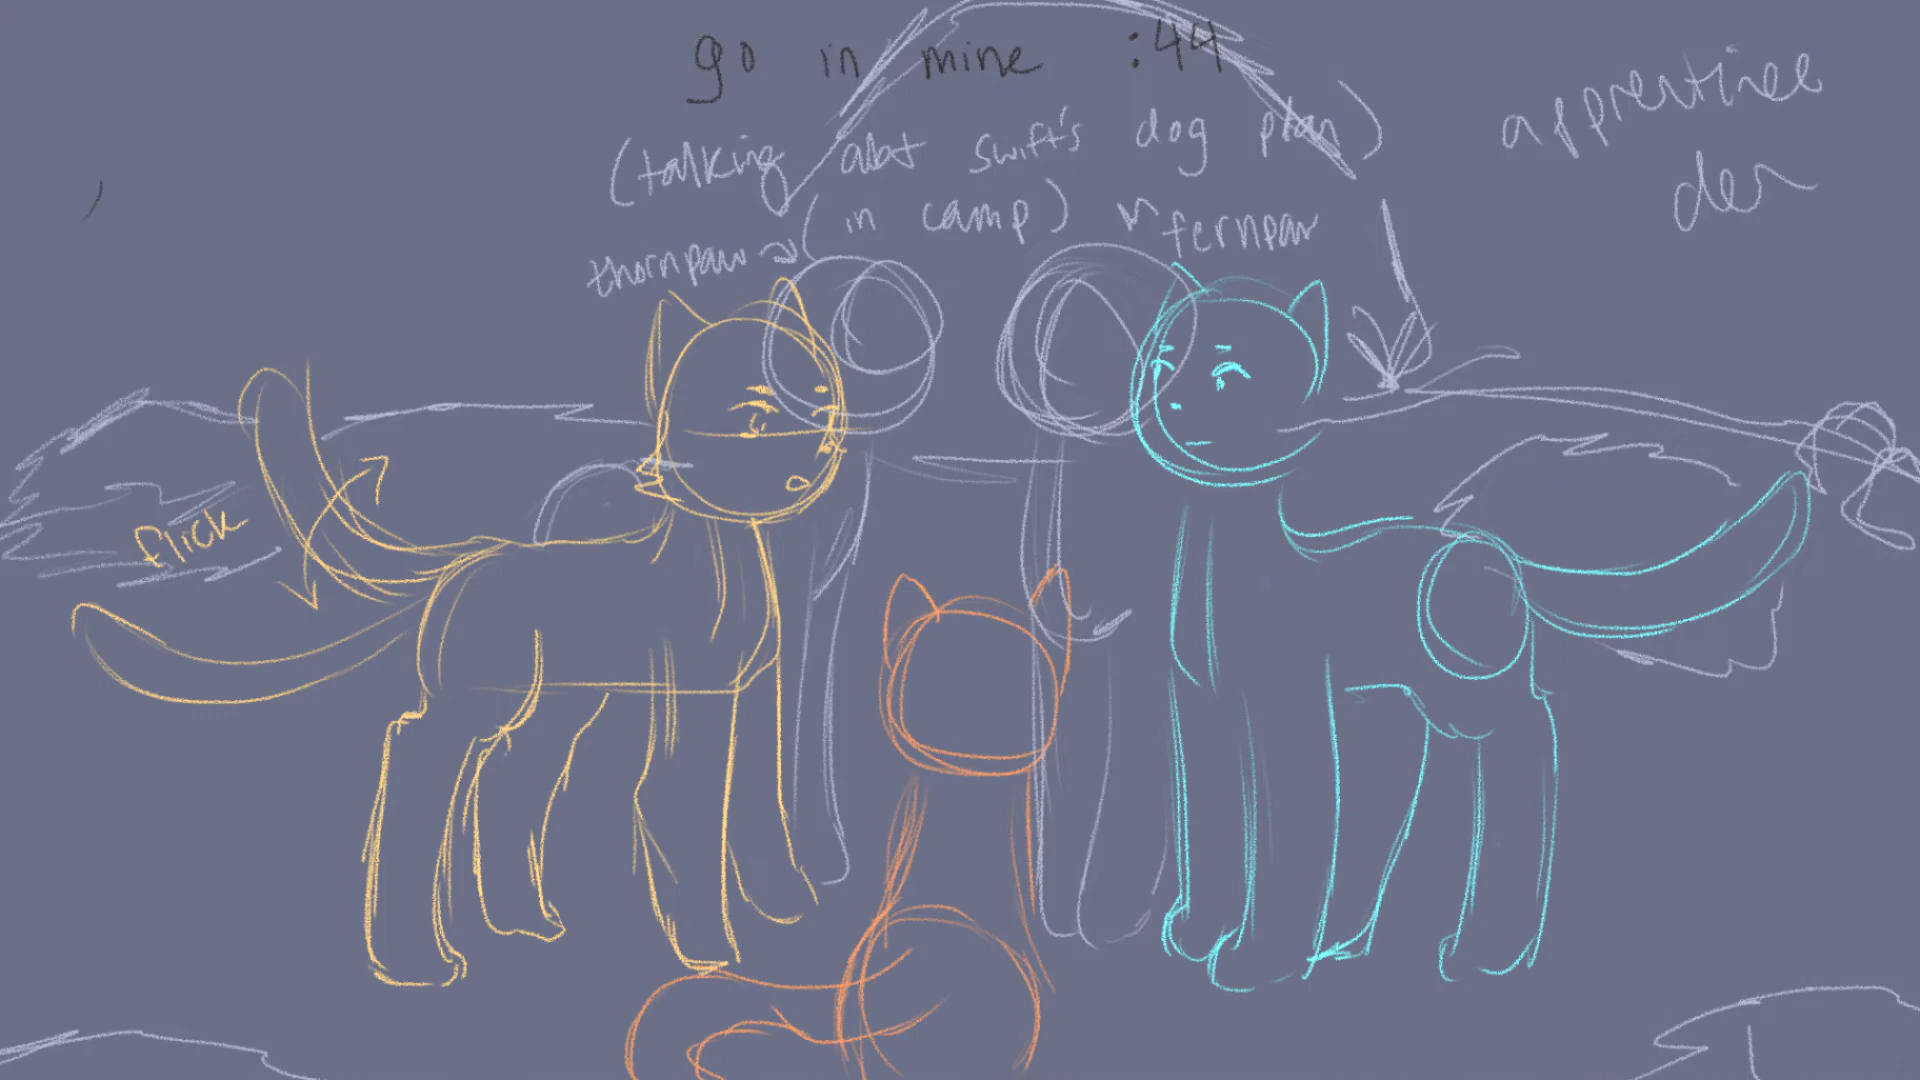 go in mine :44
(talking abt swift's dog plan)
(in camp)
thornpaw
fernpaw
apprentice
den
flick